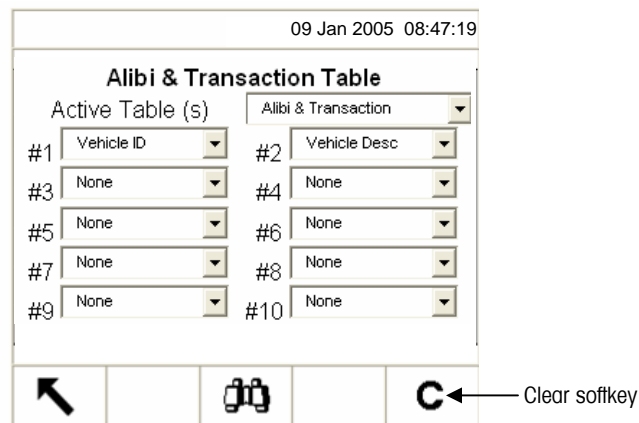 09 Jan 2005 08:47:19
Alibi & Transaction Table
Active Table (s) Alibi & Transaction
#1 Vehicle ID #2 Vehicle Desc
#3 None #4 None
#5 None #6 None
#7 None #8 None
#9 None #10 None
C Clear softkey